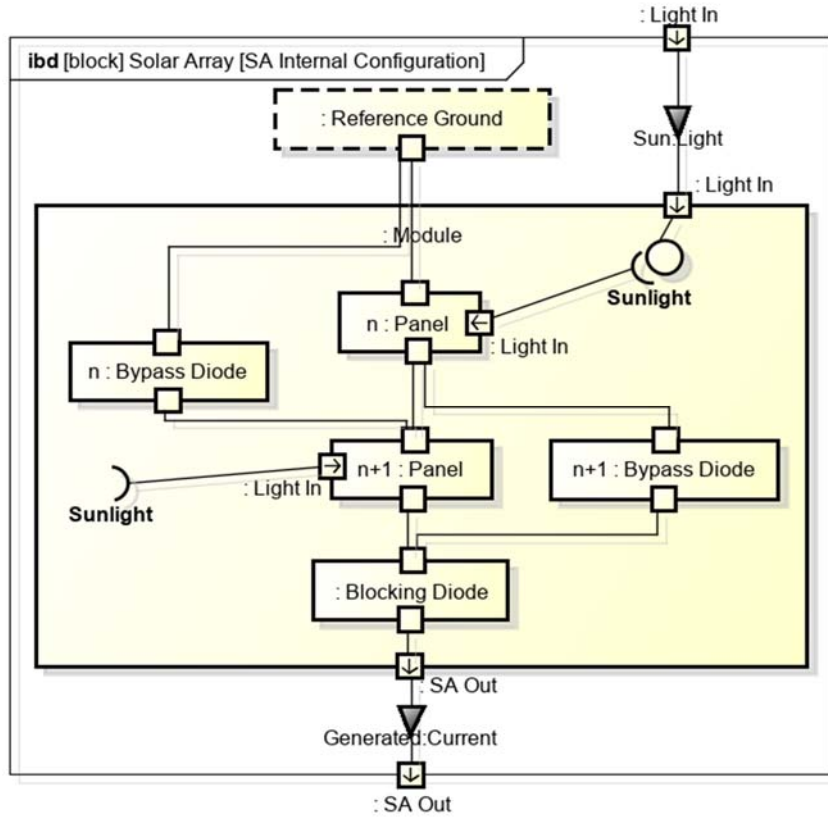 : Light In
ibd [block] Solar Array [SA Internal Configuration]
: Reference Ground
Sun:Light
: Light In
: Module
Sunlight
n : Panel
: Light In
n : Bypass Diode
n+1 : Panel
n+1 : Bypass Diode
: Light In
Sunlight
: Blocking Diode
: SA Out
Generated:Current
: SA Out